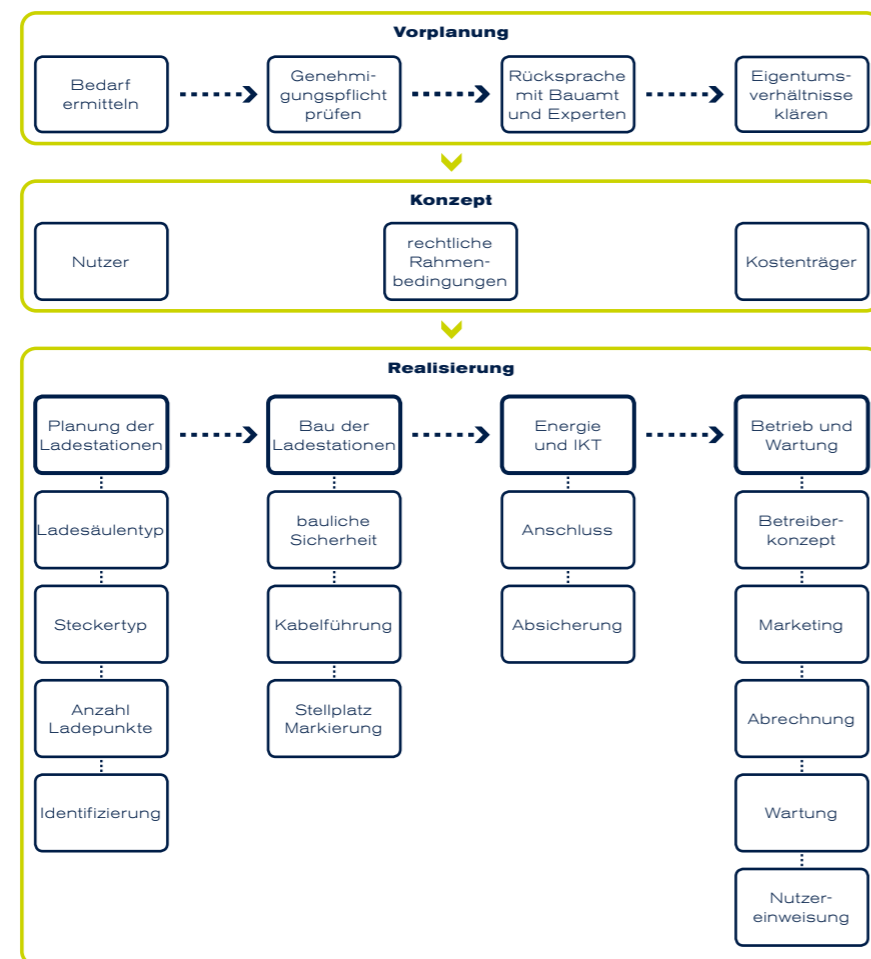 Vorplanung
Bedarf
ermitteln
Genehmi-
gungspflicht
prüfen
Rücksprache
mit Bauamt
und Experten
Eigentums-
verhältnisse
klären
Konzept
Nutzer
rechtliche
Rahmen-
bedingungen
Kostenträger
Realisierung
Planung der
Ladestationen
Bau der
Ladestationen
Energie
und IKT
Betrieb und
Wartung
Ladesäulentyp
bauliche
Sicherheit
Anschluss
Betreiber-
konzept
Steckertyp
Kabelführung
Absicherung
Marketing
Anzahl
Ladepunkte
Stellplatz
Markierung
Abrechnung
Identifizierung
Wartung
Nutzer-
einweisung